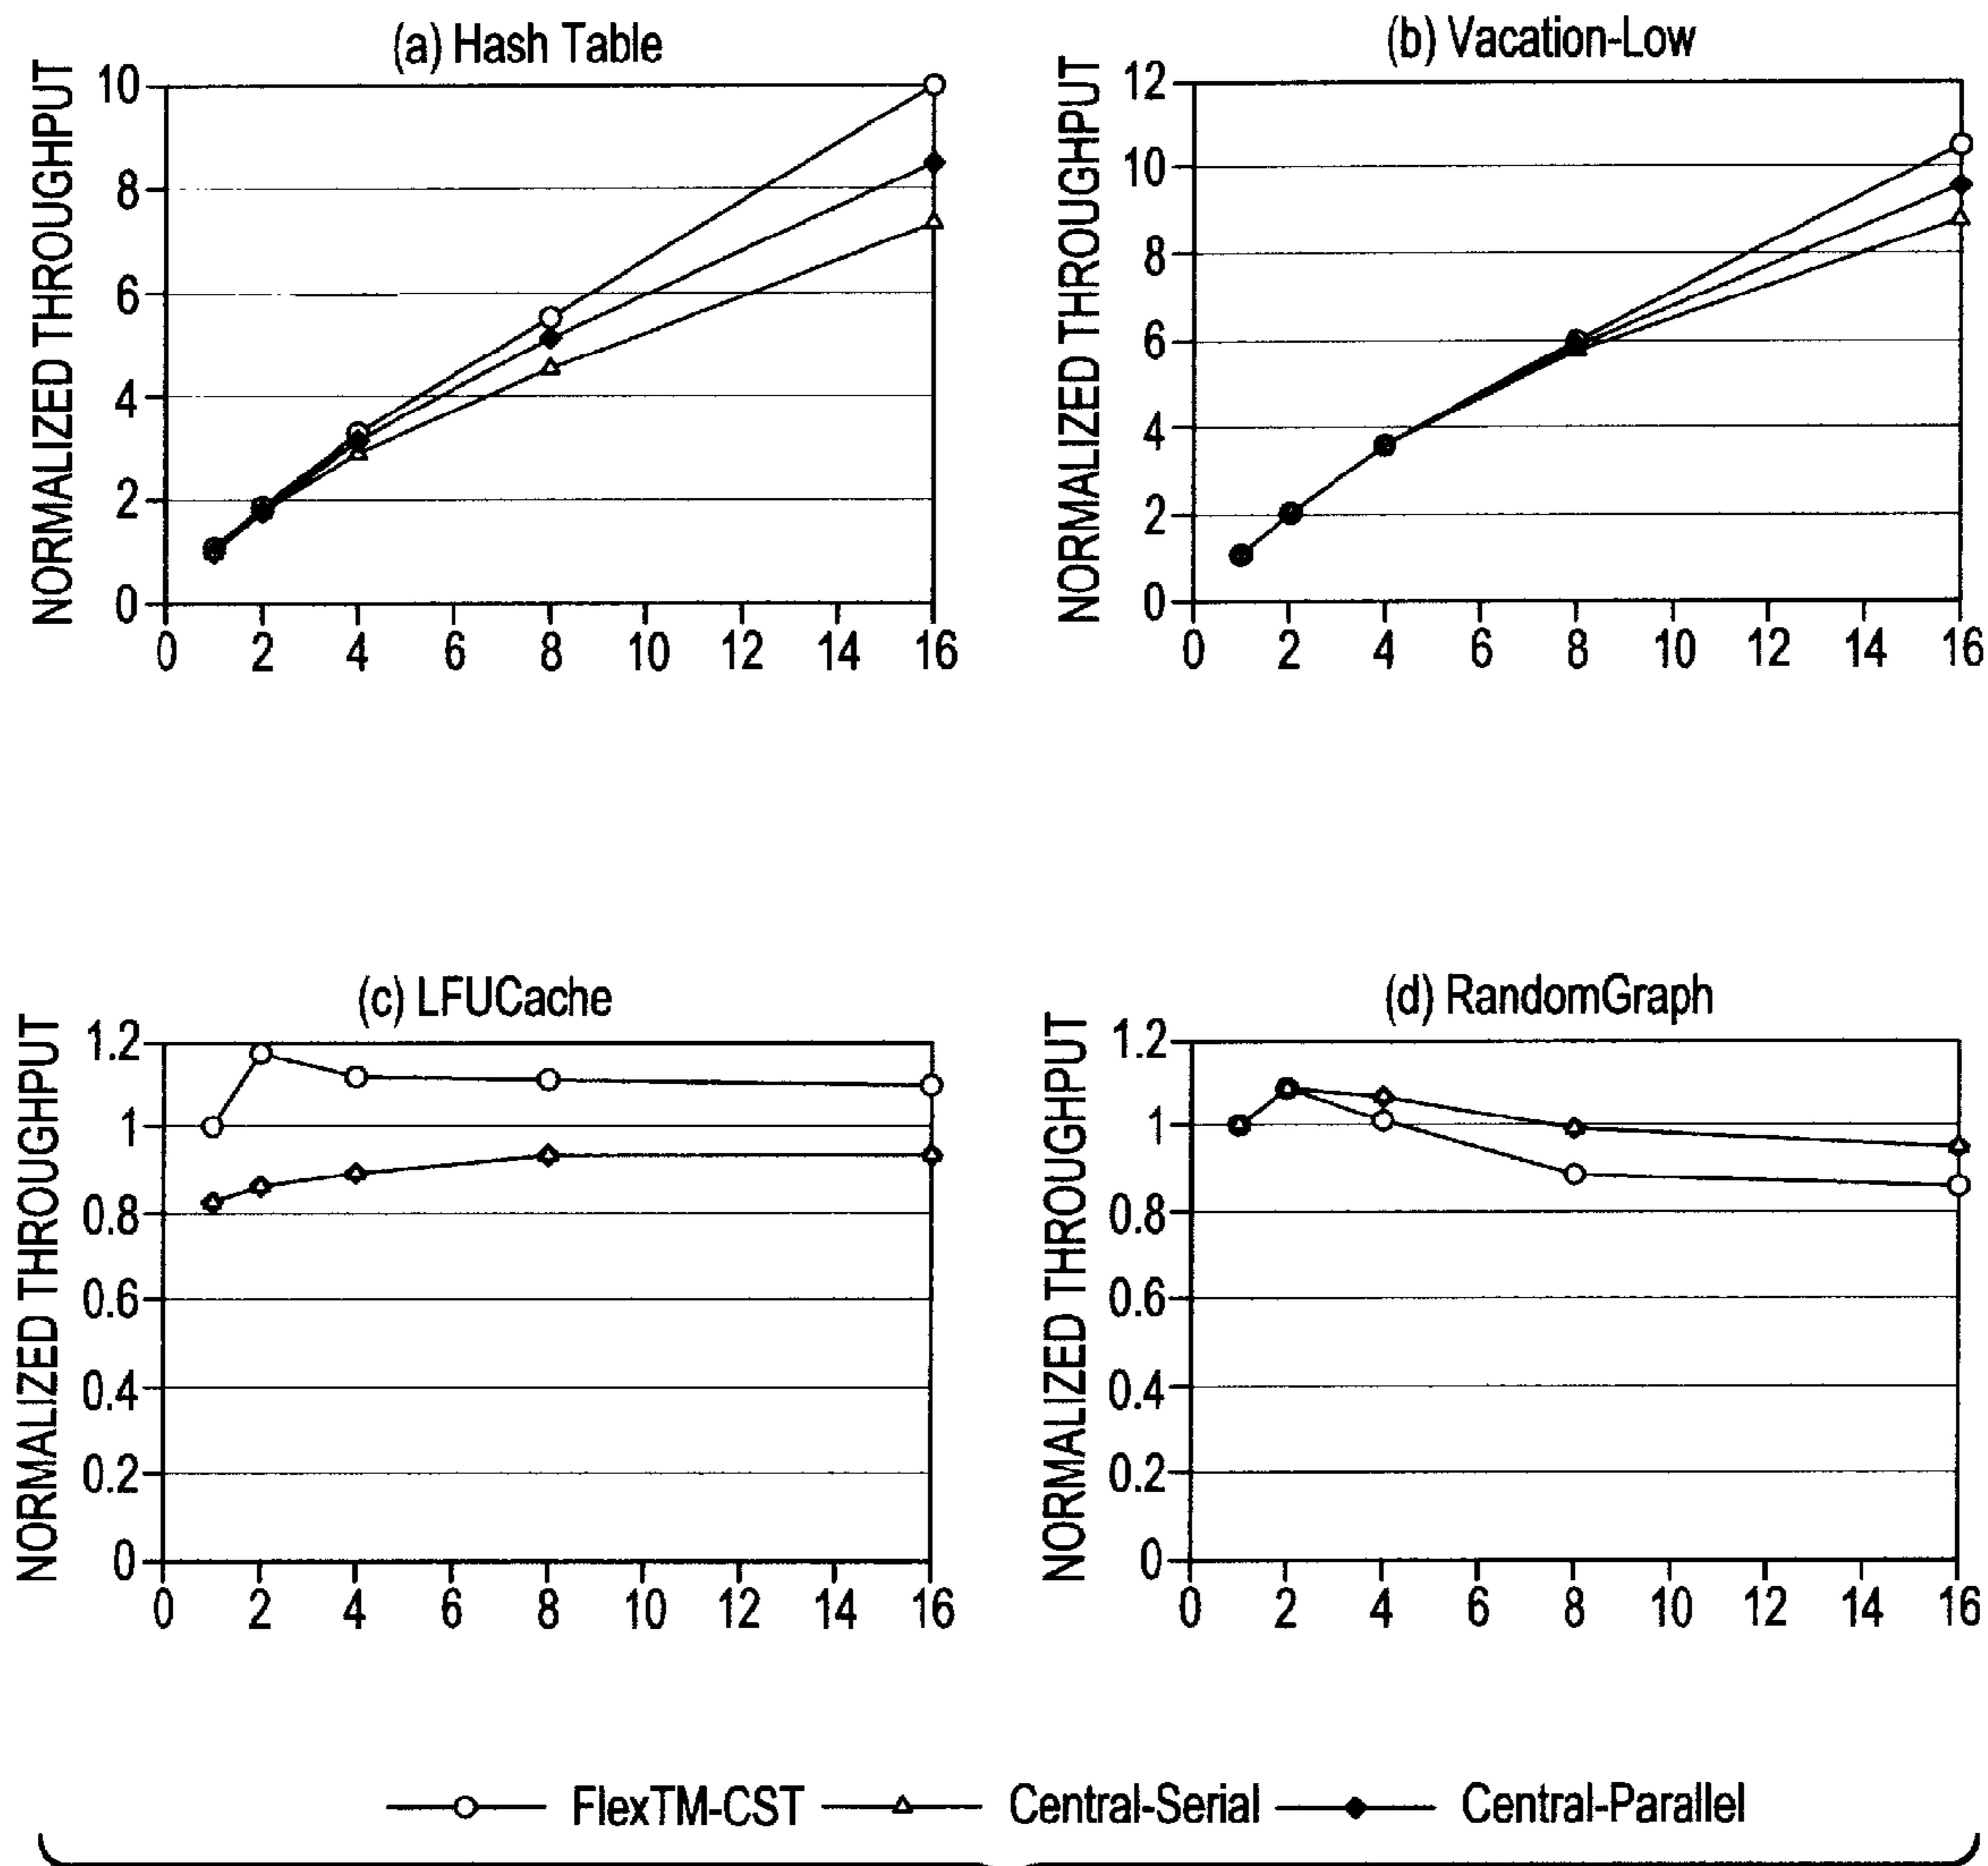 (a) Hash Table
NORMALIZED THROUGHPUT
10
8
6
4
2
0
0 2 4 6 8 10 12 14 16
(b) Vacation-Low
NORMALIZED THROUGHPUT
12
10
8
6
4
2
0
0 2 4 6 8 10 12 14 16
(c) LFUCache
NORMALIZED THROUGHPUT
1.2
1
0.8
0.6
0.4
0.2
0
0 2 4 6 8 10 12 14 16
(d) RandomGraph
NORMALIZED THROUGHPUT
1.2
1
0.8
0.6
0.4
0.2
0
0 2 4 6 8 10 12 14 16
FlexTM-CST Central-Serial Central-Parallel